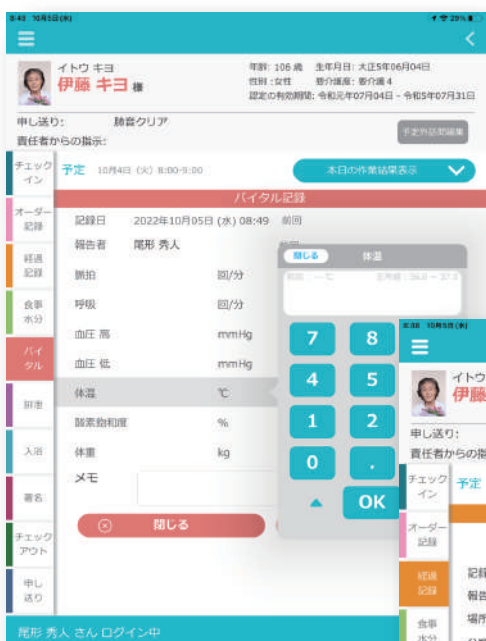 8:49 10月5日(水)
29%
イトウ キヨ
伊藤 キヨ 様
年齢: 106 歳 生年月日: 大正5年06月04日
性別:女性 要介護度: 要介護 4
認定の有効期間: 令和元年07月04日 - 令和5年07月31日
申し送り: 肺音クリア
責任者からの指示:
予定外訪問編集
チェックイン
オーダー記録
経過記録
食事水分
バイタル
排泄
入浴
署名
チェックアウト
申し送り
予定 10月4日 (火) 8:00-9:00
本日の作業結果表示
バイタル記録
記録日 2022年10月05日 (水) 08:49 前回
報告者 尾形 秀人
脈拍 回/分
呼吸 回/分
血圧 高 mmHg
血圧 低 mmHg
体温 ℃
酸素飽和度 %
体重 kg
メモ
閉じる
閉じる 体温
7 8
4 5
1 2
0 .
OK
尾形 秀人 さん ログイン中
10月5日(水)
イトウ
伊藤
申し送り:
責任者からの指
チェックイン
予定
オーダー記録
経過記録
記録
報告
場所
食事水分